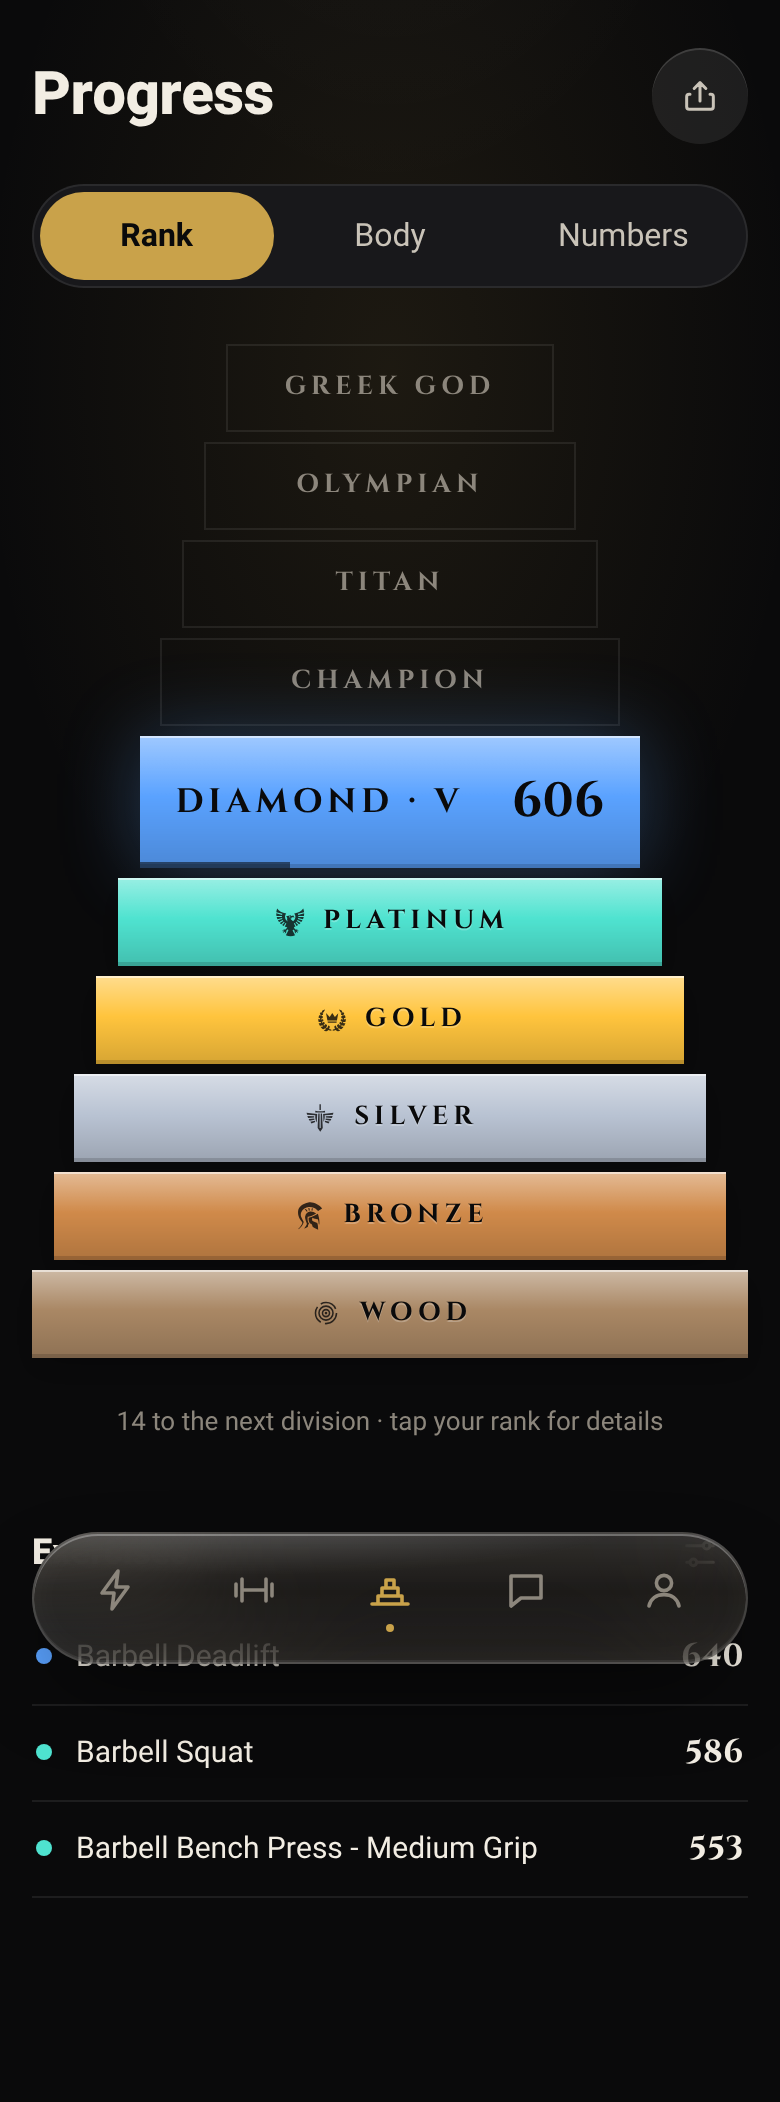 Progress
Rank Body Numbers
GREEK GOD
OLYMPIAN
TITAN
CHAMPION
DIAMOND · V 606
PLATINUM
GOLD
SILVER
BRONZE
WOOD
14 to the next division · tap your rank for details
Barbell Deadlift 640
Barbell Squat 586
Barbell Bench Press - Medium Grip 553